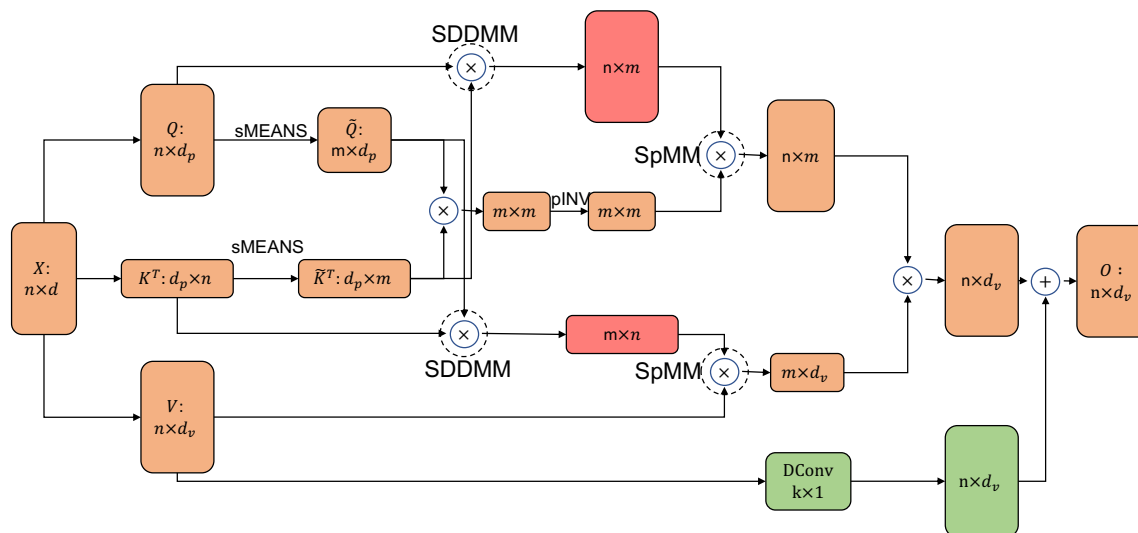 SDDMM
n×m
Q:
n×d_p
sMEANS
Q̃:
m×d_p
SpMM
n×m
m×m
pINV
m×m
X:
n×d
K^T: d_p×n
sMEANS
K̃^T: d_p×m
n×d_v
O :
n×d_v
SDDMM
m×n
SpMM
m×d_v
V:
n×d_v
DConv
k×1
n×d_v